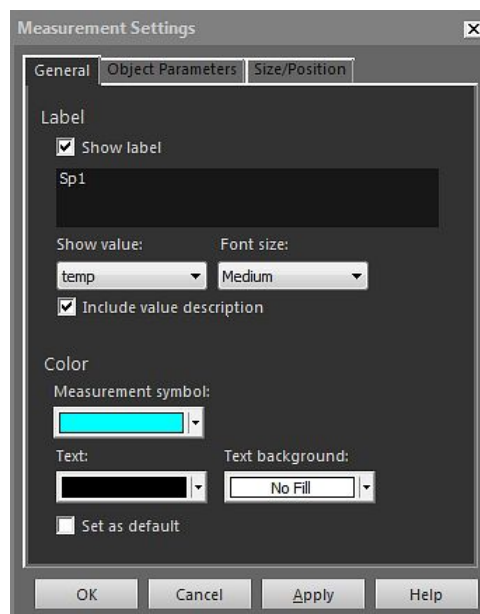 Measurement Settings
General Object Parameters Size/Position
Label
Show label
Sp1
Show value: Font size:
temp Medium
Include value description
Color
Measurement symbol:
Text: Text background:
No Fill
Set as default
OK Cancel Apply Help